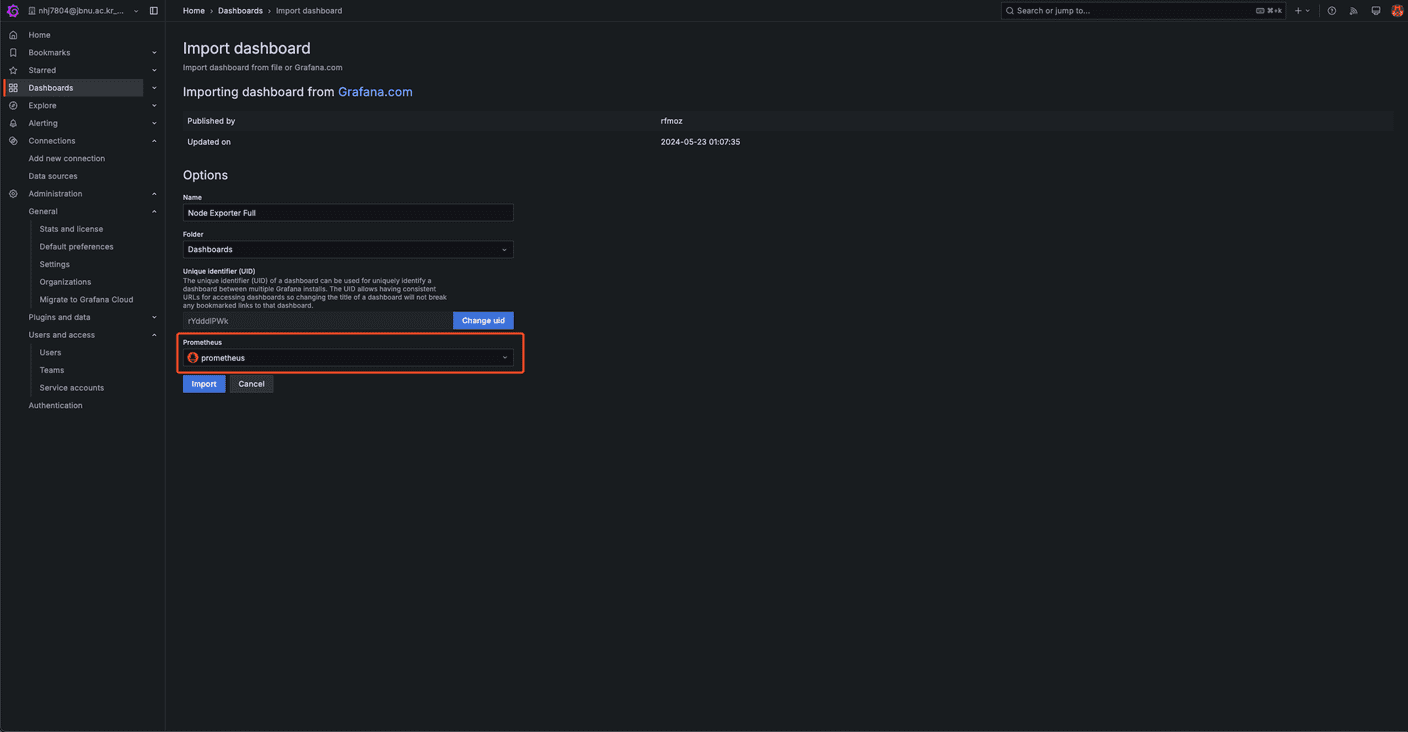 nhj7804@jbnu.ac.kr_...
Home › Dashboards › Import dashboard
Search or jump to...
⌘+k
Home
Bookmarks
Starred
Dashboards
Explore
Alerting
Connections
Add new connection
Data sources
Administration
General
Stats and license
Default preferences
Settings
Organizations
Migrate to Grafana Cloud
Plugins and data
Users and access
Users
Teams
Service accounts
Authentication
Import dashboard
Import dashboard from file or Grafana.com
Importing dashboard from Grafana.com
Published by rfmoz
Updated on 2024-05-23 01:07:35
Options
Name
Node Exporter Full
Folder
Dashboards
Unique identifier (UID)
The unique identifier (UID) of a dashboard can be used for uniquely identify a
dashboard between multiple Grafana installs. The UID allows having consistent
URLs for accessing dashboards so changing the title of a dashboard will not break
any bookmarked links to that dashboard.
rYdddlPWk
Change uid
Prometheus
prometheus
Import
Cancel